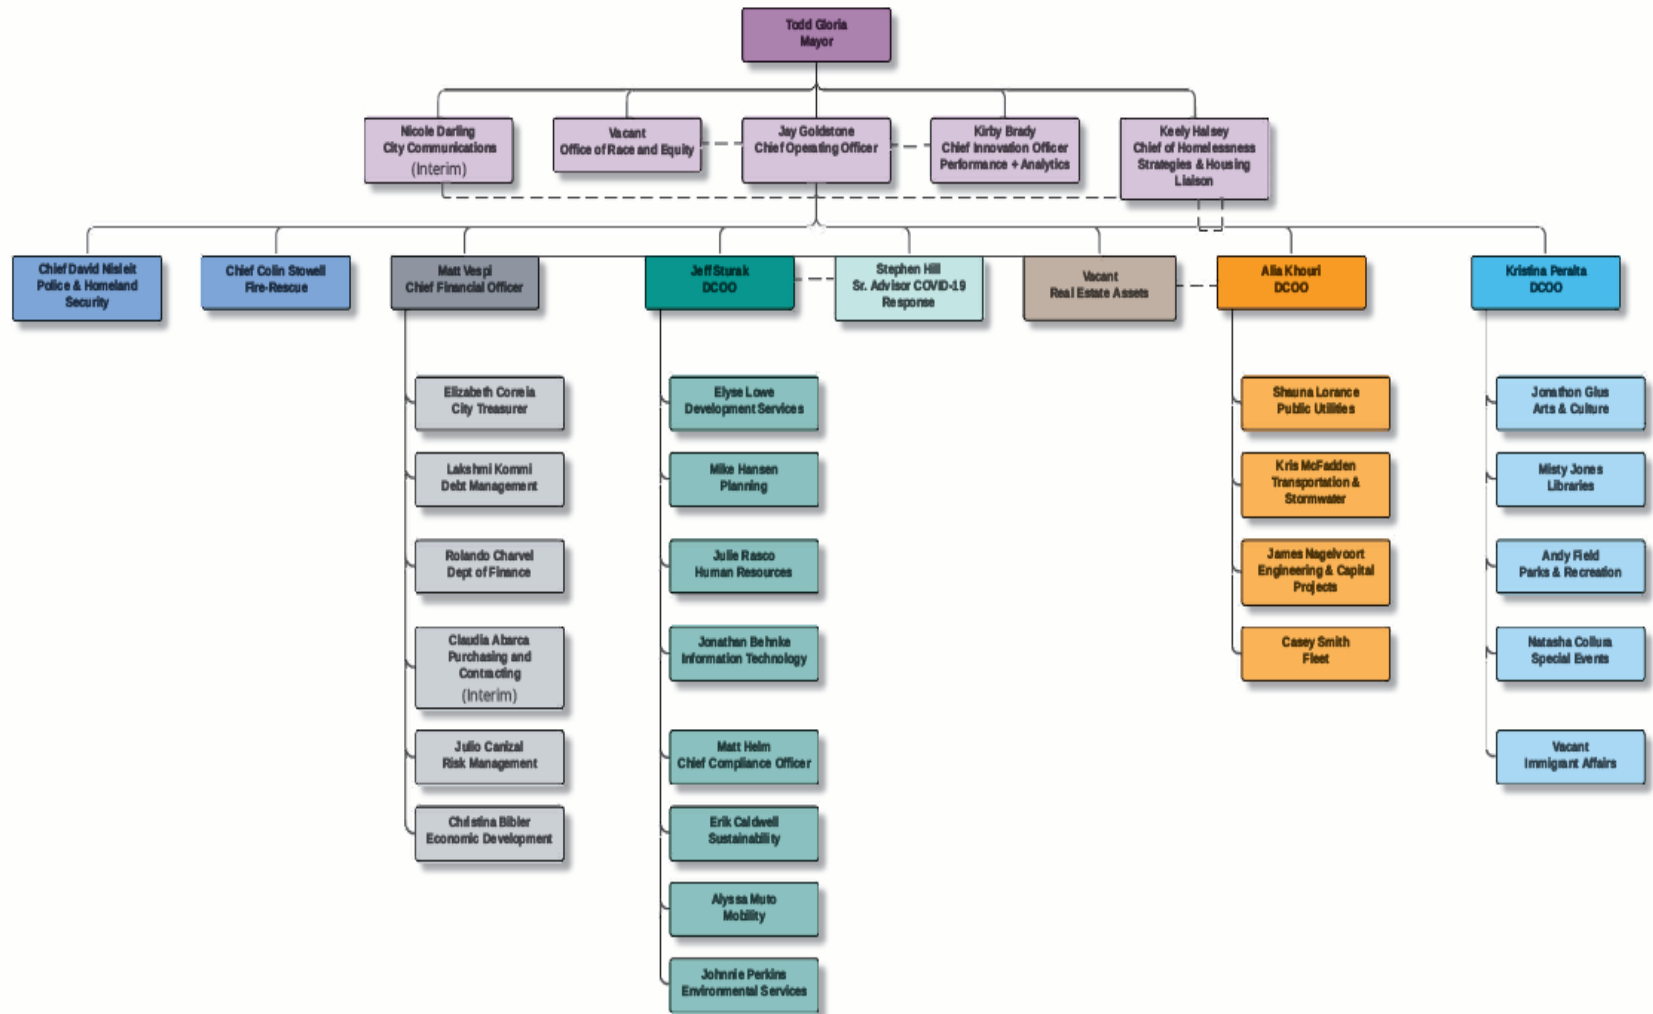 Todd Gloria
Mayor
Nicole Darling
City Communications
(Interim)
Vacant
Office of Race and Equity
Jay Goldstone
Chief Operating Officer
Kirby Brady
Chief Innovation Officer
Performance + Analytics
Keely Halsey
Chief of Homelessness
Strategies & Housing
Liaison
Chief David Nisleit
Police & Homeland
Security
Chief Colin Stowell
Fire-Rescue
Matt Vespi
Chief Financial Officer
Jeff Sturak
DCOO
Stephen Hill
Sr. Advisor COVID-19
Response
Vacant
Real Estate Assets
Alia Khouri
DCOO
Kristina Peralta
DCOO
Elizabeth Correia
City Treasurer
Lakshmi Kommi
Debt Management
Rolando Charvel
Dept of Finance
Claudia Abarca
Purchasing and
Contracting
(Interim)
Julio Canizal
Risk Management
Christina Bibler
Economic Development
Elyse Lowe
Development Services
Mike Hansen
Planning
Julie Rasco
Human Resources
Jonathan Behnke
Information Technology
Matt Helm
Chief Compliance Officer
Erik Caldwell
Sustainability
Alyssa Muto
Mobility
Johnnie Perkins
Environmental Services
Shauna Lorance
Public Utilities
Kris McFadden
Transportation &
Stormwater
James Nagelvoort
Engineering & Capital
Projects
Casey Smith
Fleet
Jonathon Glus
Arts & Culture
Misty Jones
Libraries
Andy Field
Parks & Recreation
Natasha Collura
Special Events
Vacant
Immigrant Affairs